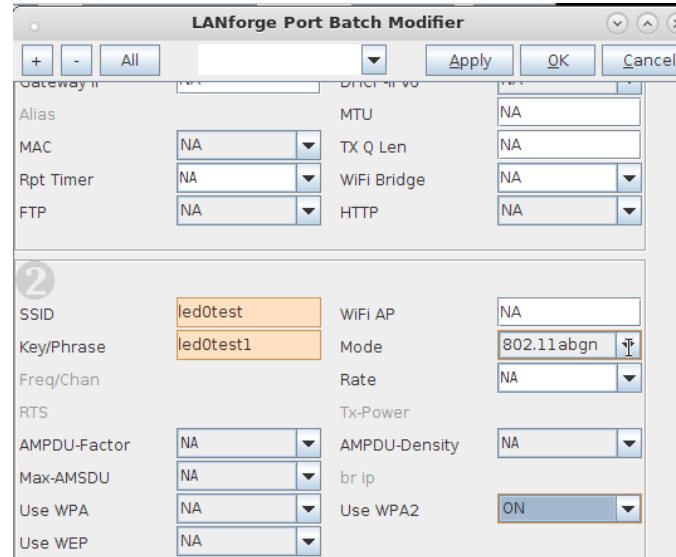 LANforge Port Batch Modifier
+ - All Apply OK Cancel
Alias MTU NA
MAC NA TX Q Len NA
Rpt Timer NA WiFi Bridge NA
FTP NA HTTP NA
2
SSID led0test WiFi AP NA
Key/Phrase led0test1 Mode 802.11abgn
Freq/Chan Rate NA
RTS Tx-Power
AMPDU-Factor NA AMPDU-Density NA
Max-AMSDU NA br ip
Use WPA NA Use WPA2 ON
Use WEP NA